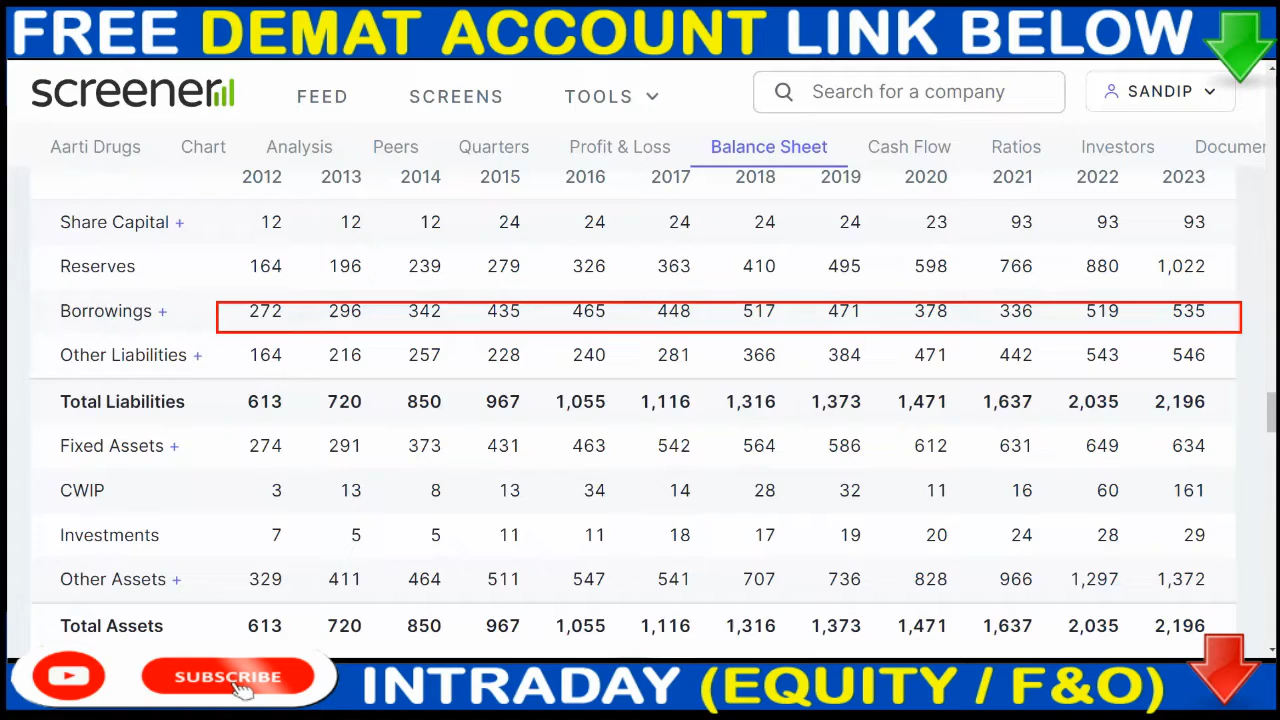 FREE DEMAT ACCOUNT LINK BELOW
screener
FEED SCREENS TOOLS Search for a company SANDIP
Aarti Drugs Chart Analysis Peers Quarters Profit & Loss Balance Sheet Cash Flow Ratios Investors Documen
2012 2013 2014 2015 2016 2017 2018 2019 2020 2021 2022 2023
Share Capital + 12 12 12 24 24 24 24 24 23 93 93 93
Reserves 164 196 239 279 326 363 410 495 598 766 880 1,022
Borrowings + 272 296 342 435 465 448 517 471 378 336 519 535
Other Liabilities + 164 216 257 228 240 281 366 384 471 442 543 546
Total Liabilities 613 720 850 967 1,055 1,116 1,316 1,373 1,471 1,637 2,035 2,196
Fixed Assets + 274 291 373 431 463 542 564 586 612 631 649 634
CWIP 3 13 8 13 34 14 28 32 11 16 60 161
Investments 7 5 5 11 11 18 17 19 20 24 28 29
Other Assets + 329 411 464 511 547 541 707 736 828 966 1,297 1,372
Total Assets 613 720 850 967 1,055 1,116 1,316 1,373 1,471 1,637 2,035 2,196
SUBSCRIBE
INTRADAY (EQUITY / F&O)